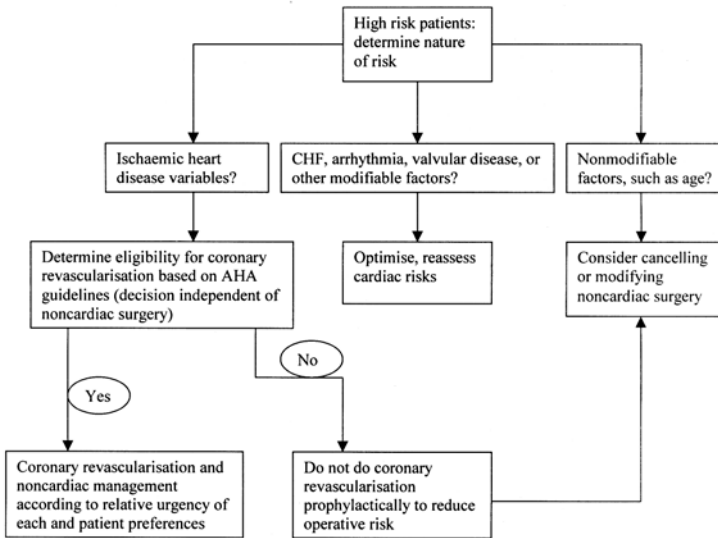 High risk patients:
determine nature
of risk
Ischaemic heart
disease variables?
CHF, arrhythmia, valvular disease, or
other modifiable factors?
Nonmodifiable
factors, such as age?
Determine eligibility for coronary
revascularisation based on AHA
guidelines (decision independent of
noncardiac surgery)
Optimise, reassess
cardiac risks
Consider cancelling
or modifying
noncardiac surgery
Yes
No
Coronary revascularisation and
noncardiac management
according to relative urgency of
each and patient preferences
Do not do coronary
revascularisation
prophylactically to reduce
operative risk